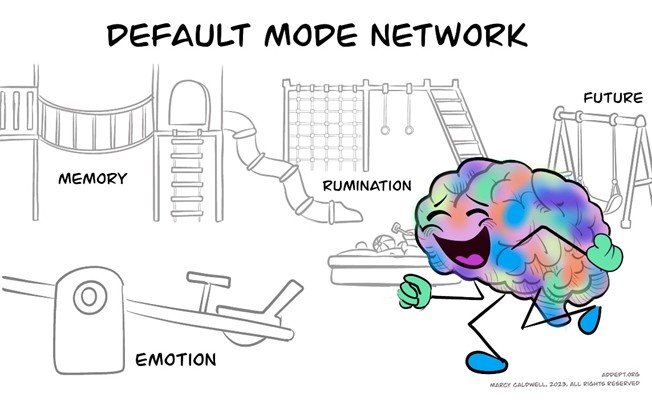 DEFAULT MODE NETWORK
FUTURE
MEMORY
RUMINATION
EMOTION
ADDEPT.ORG
MARCY CALDWELL, 2023. ALL RIGHTS RESERVED